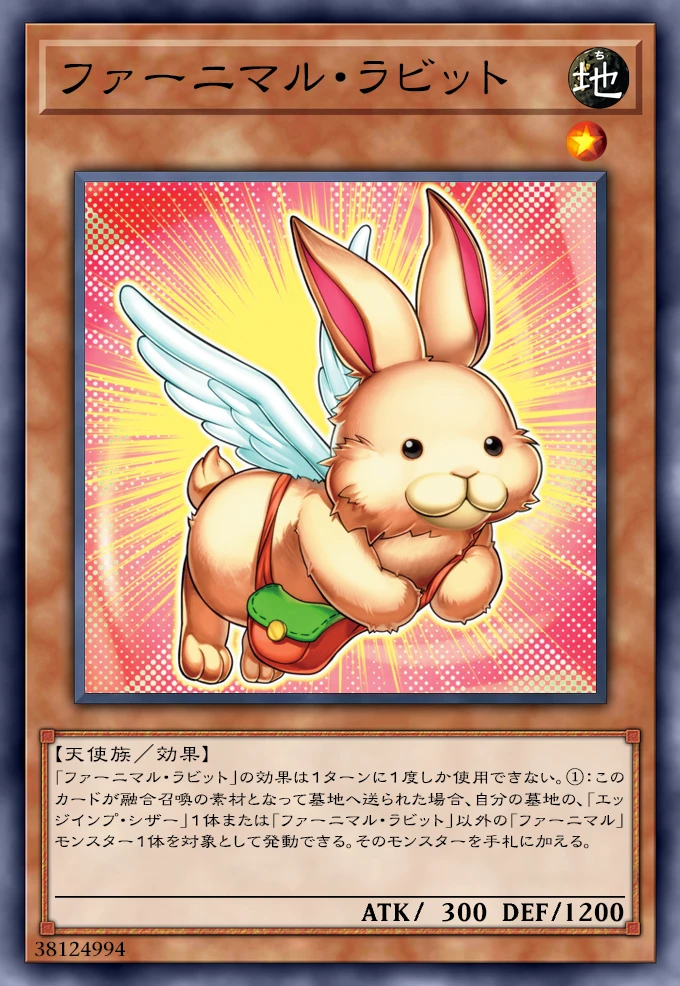 ファーニマル・ラビット
地
ち
【天使族／効果】
「ファーニマル・ラビット」の効果は１ターンに１度しか使用できない。①：この
カードが融合召喚の素材となって墓地へ送られた場合、自分の墓地の、「エッ
ジインプ・シザー」１体または「ファーニマル・ラビット」以外の「ファーニマル」
モンスター１体を対象として発動できる。そのモンスターを手札に加える。
ATK/ 300 DEF/1200
38124994